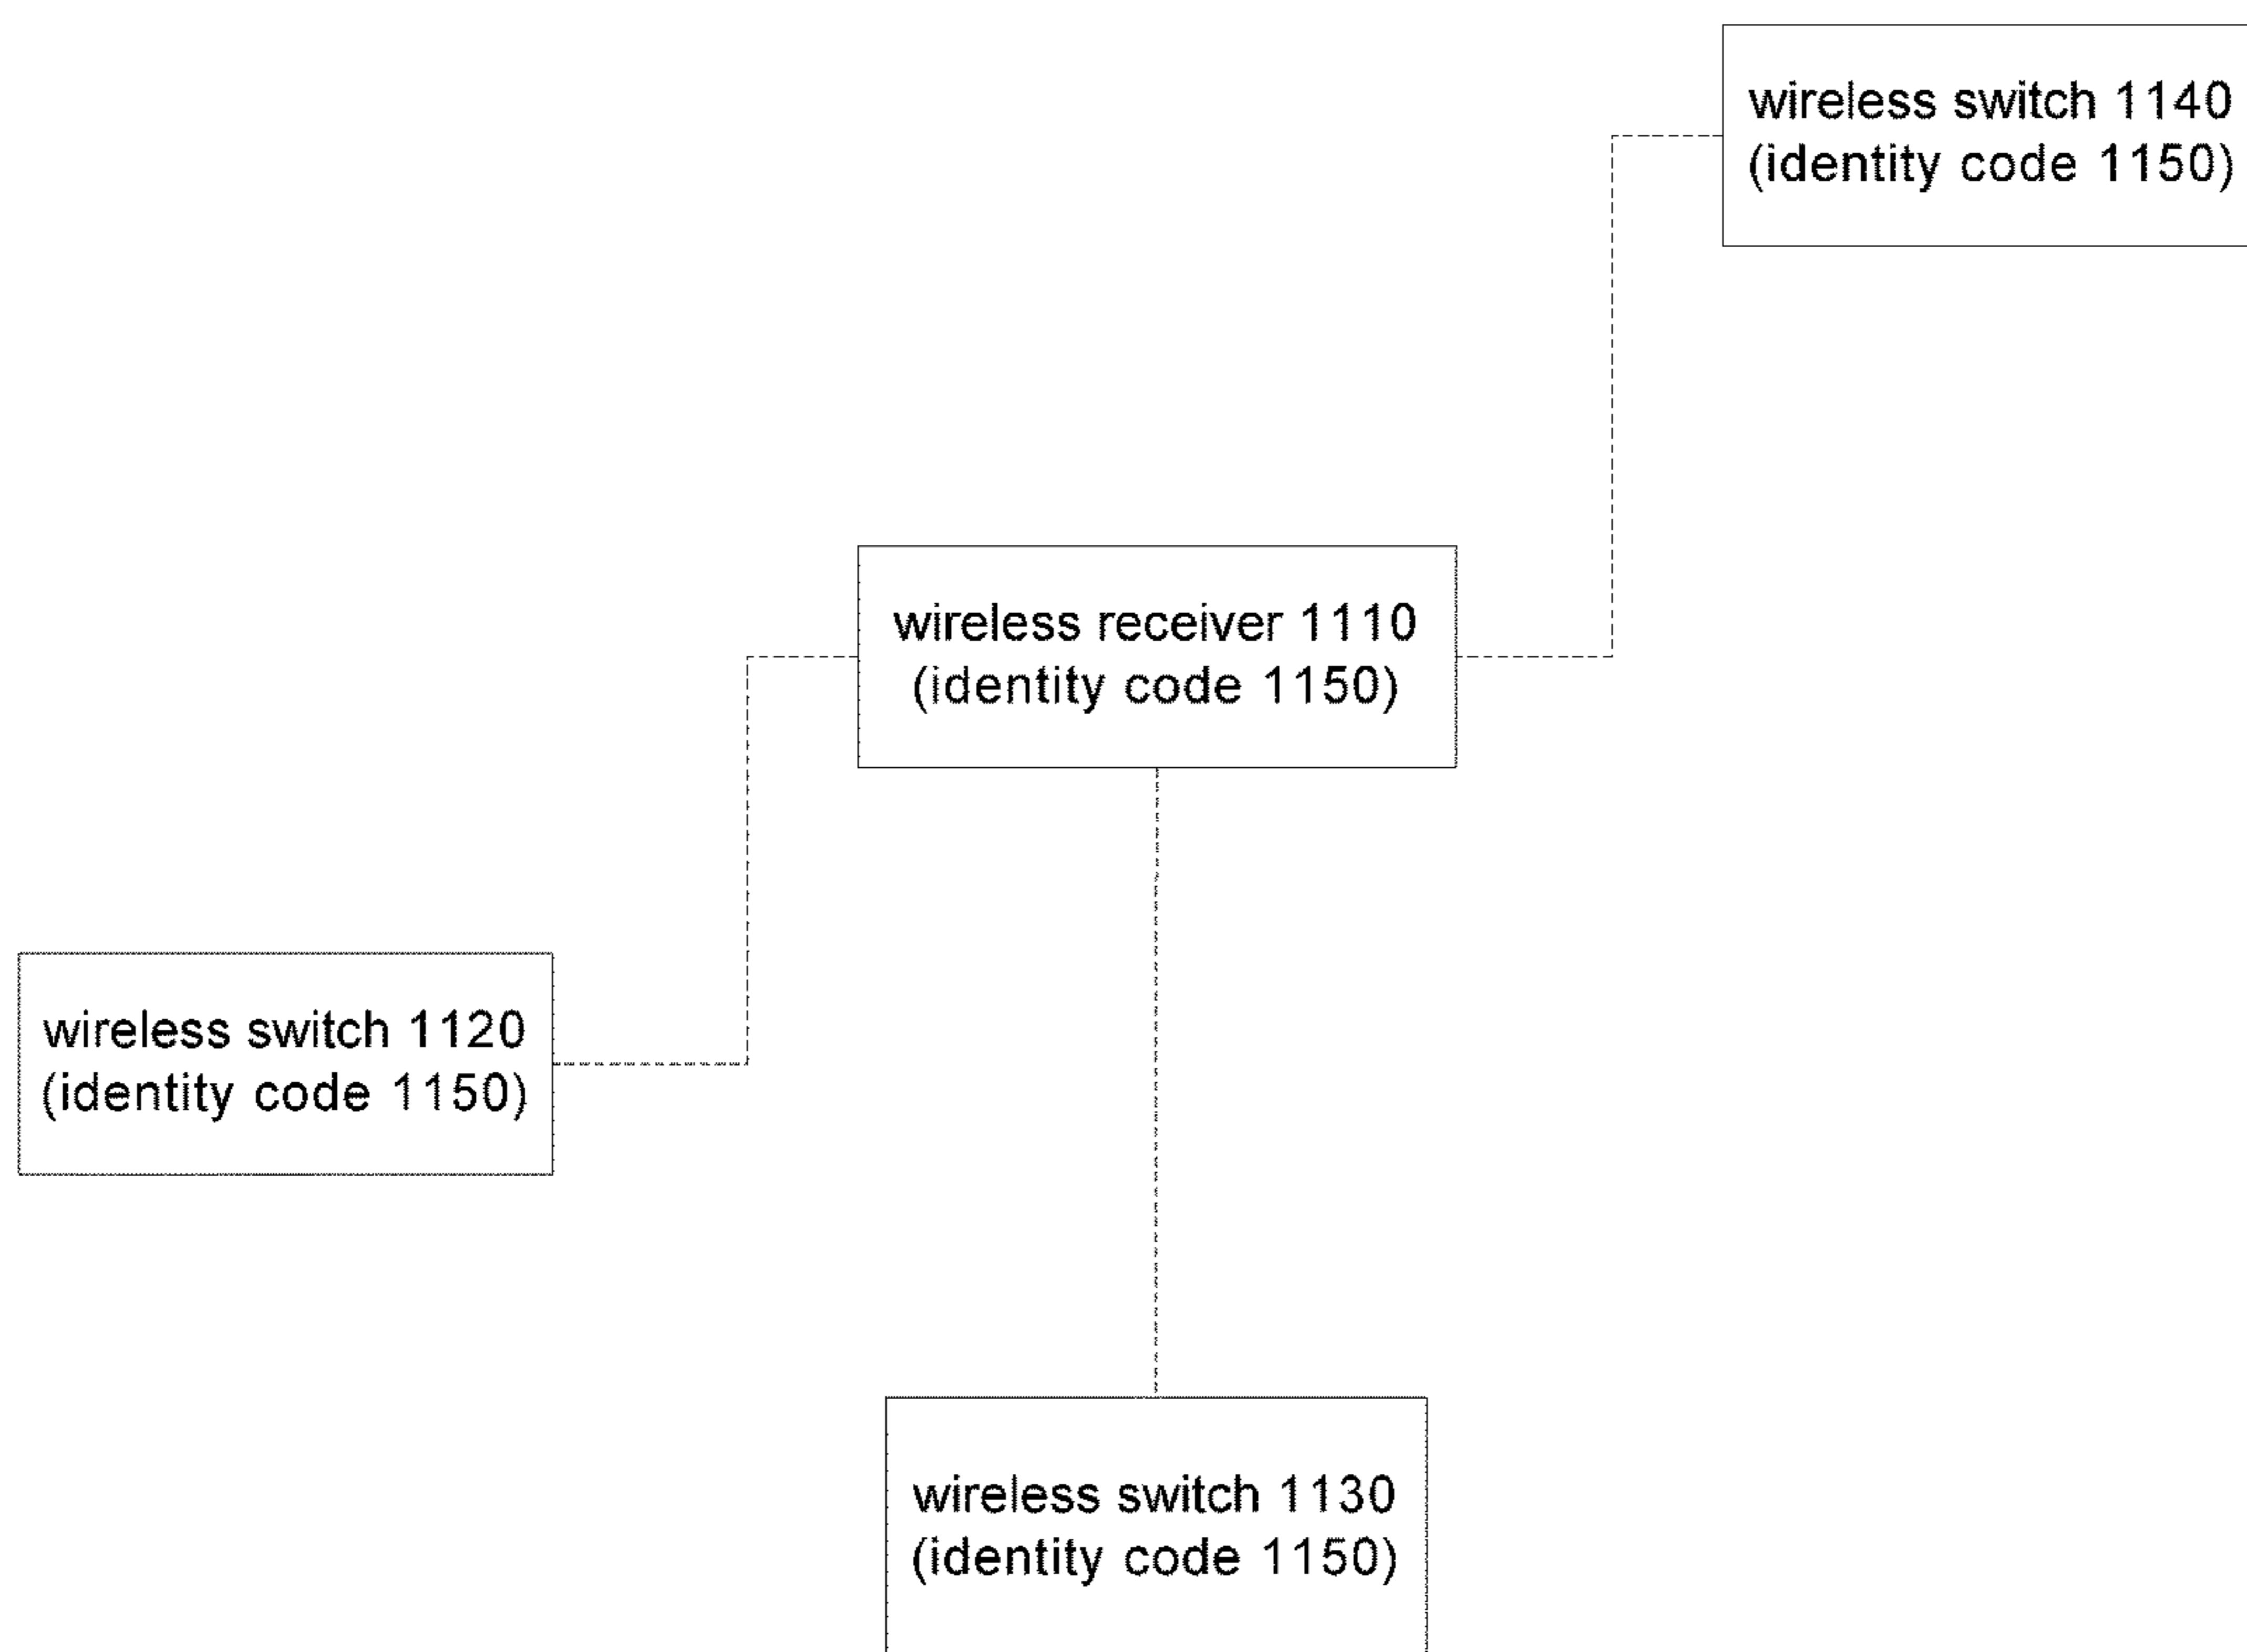 wireless switch 1140
(identity code 1150)
wireless receiver 1110
(identity code 1150)
wireless switch 1120
(identity code 1150)
wireless switch 1130
(identity code 1150)